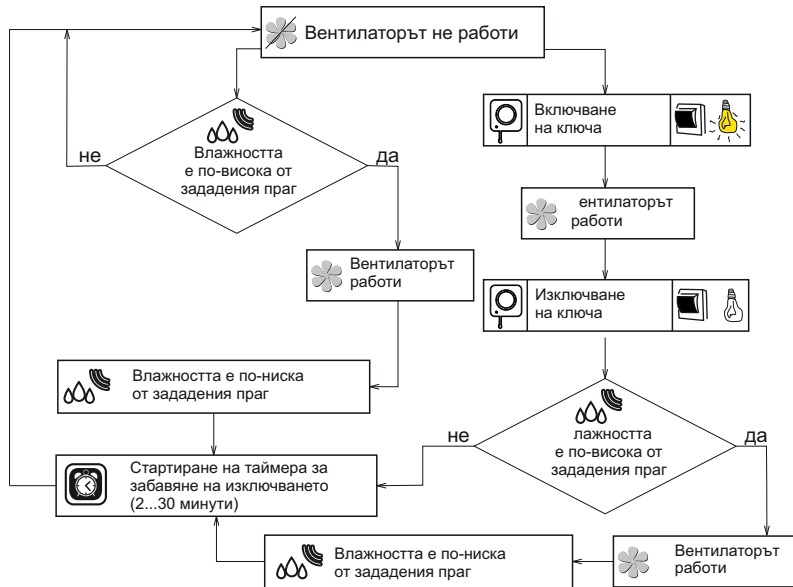 Вентилаторът не работи
Включване
на ключа
не
Влажността
е по-висока от
зададения праг
да
ентилаторът
работи
Вентилаторът
работи
Изключване
на ключа
Влажността е по-ниска
от зададения праг
не
лажността
е по-висока от
зададения праг
да
Стартиране на таймера за
забавяне на изключването
(2...30 минути)
Влажността е по-ниска
от зададения праг
Вентилаторът
работи